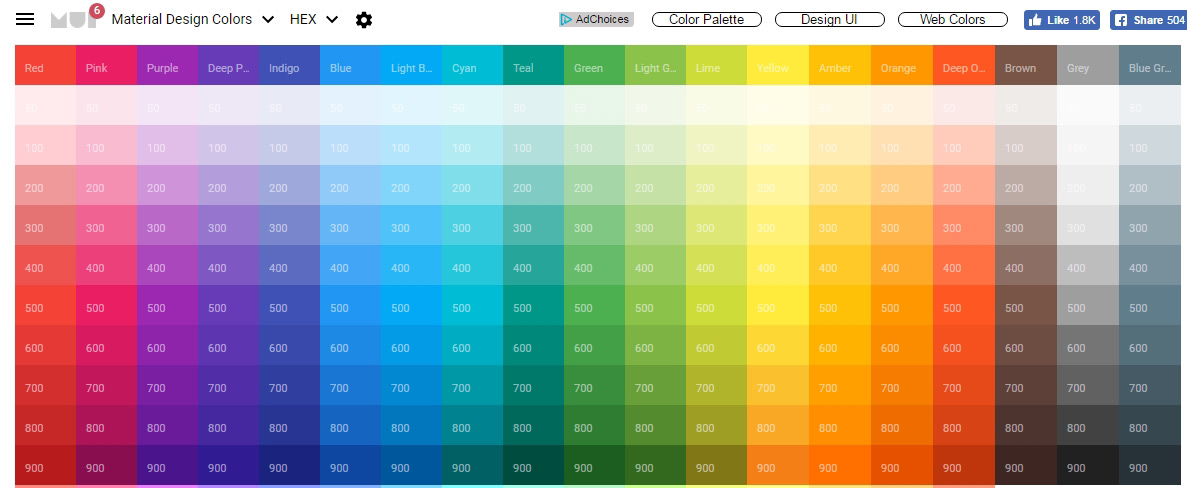 MUI 6 Material Design Colors HEX AdChoices Color Palette Design UI Web Colors Like 1.8K Share 504
Red Pink Purple Deep P... Indigo Blue Light B... Cyan Teal Green Light G... Lime Yellow Amber Orange Deep O... Brown Grey Blue Gr...
50 50 50 50 50 50 50 50 50 50 50 50 50 50 50 50 50 50 50
100 100 100 100 100 100 100 100 100 100 100 100 100 100 100 100 100 100 100
200 200 200 200 200 200 200 200 200 200 200 200 200 200 200 200 200 200 200
300 300 300 300 300 300 300 300 300 300 300 300 300 300 300 300 300 300 300
400 400 400 400 400 400 400 400 400 400 400 400 400 400 400 400 400 400 400
500 500 500 500 500 500 500 500 500 500 500 500 500 500 500 500 500 500 500
600 600 600 600 600 600 600 600 600 600 600 600 600 600 600 600 600 600 600
700 700 700 700 700 700 700 700 700 700 700 700 700 700 700 700 700 700 700
800 800 800 800 800 800 800 800 800 800 800 800 800 800 800 800 800 800 800
900 900 900 900 900 900 900 900 900 900 900 900 900 900 900 900 900 900 900